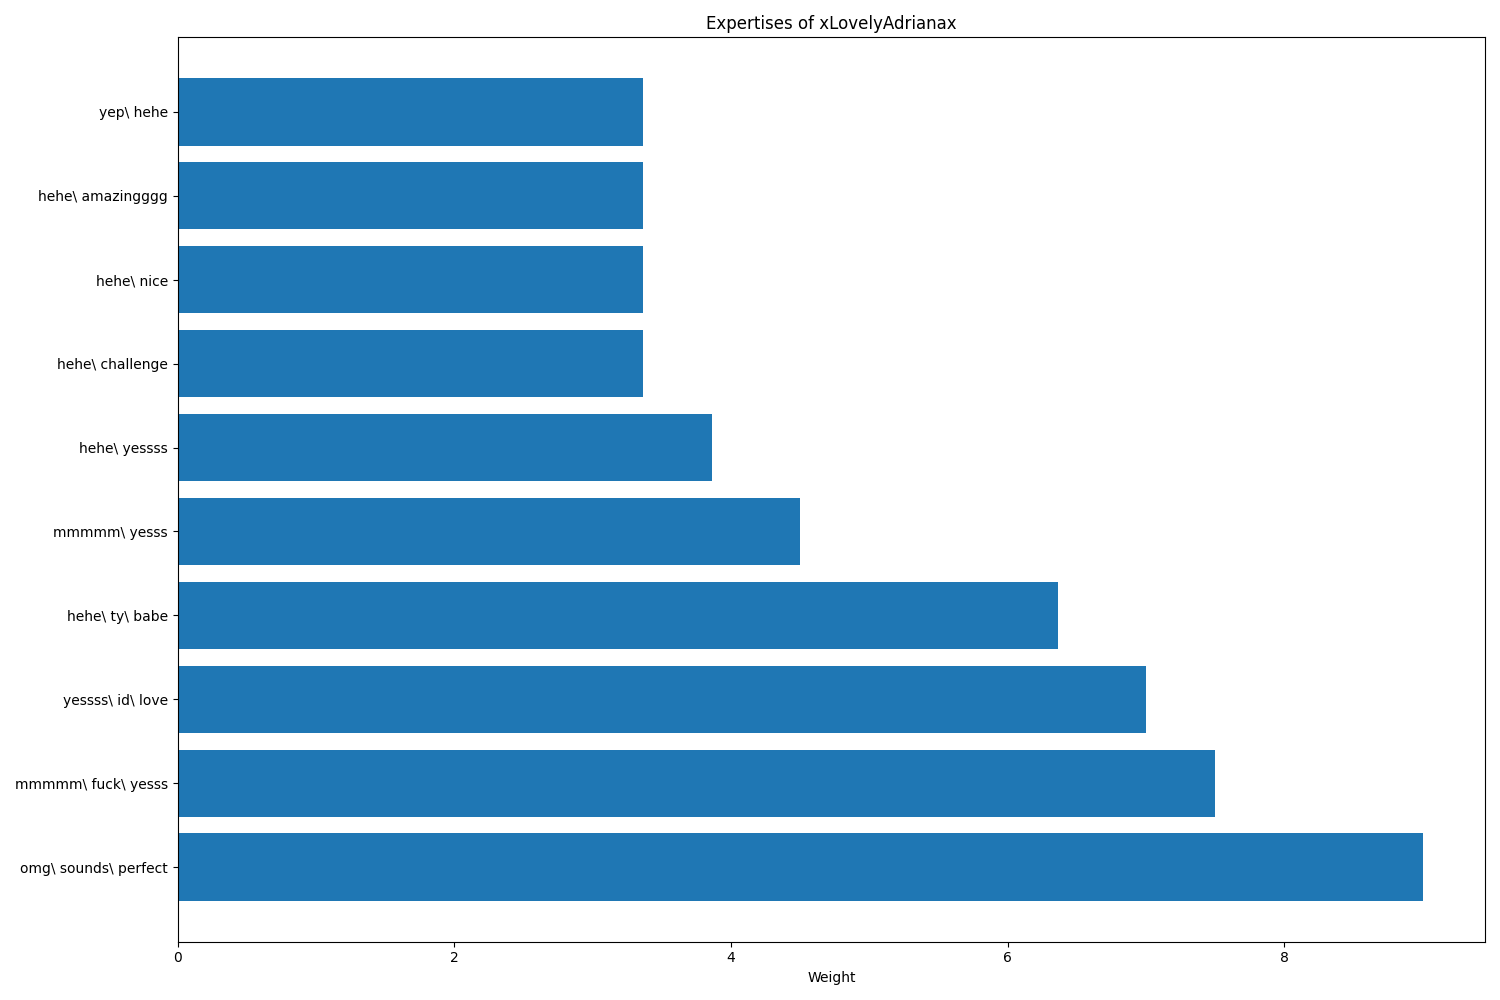 Expertises of xLovelyAdrianax
yep\ hehe
hehe\ amazingggg
hehe\ nice
hehe\ challenge
hehe\ yessss
mmmmm\ yesss
hehe\ ty\ babe
yessss\ id\ love
mmmmm\ fuck\ yesss
omg\ sounds\ perfect
0 2 4 6 8
Weight